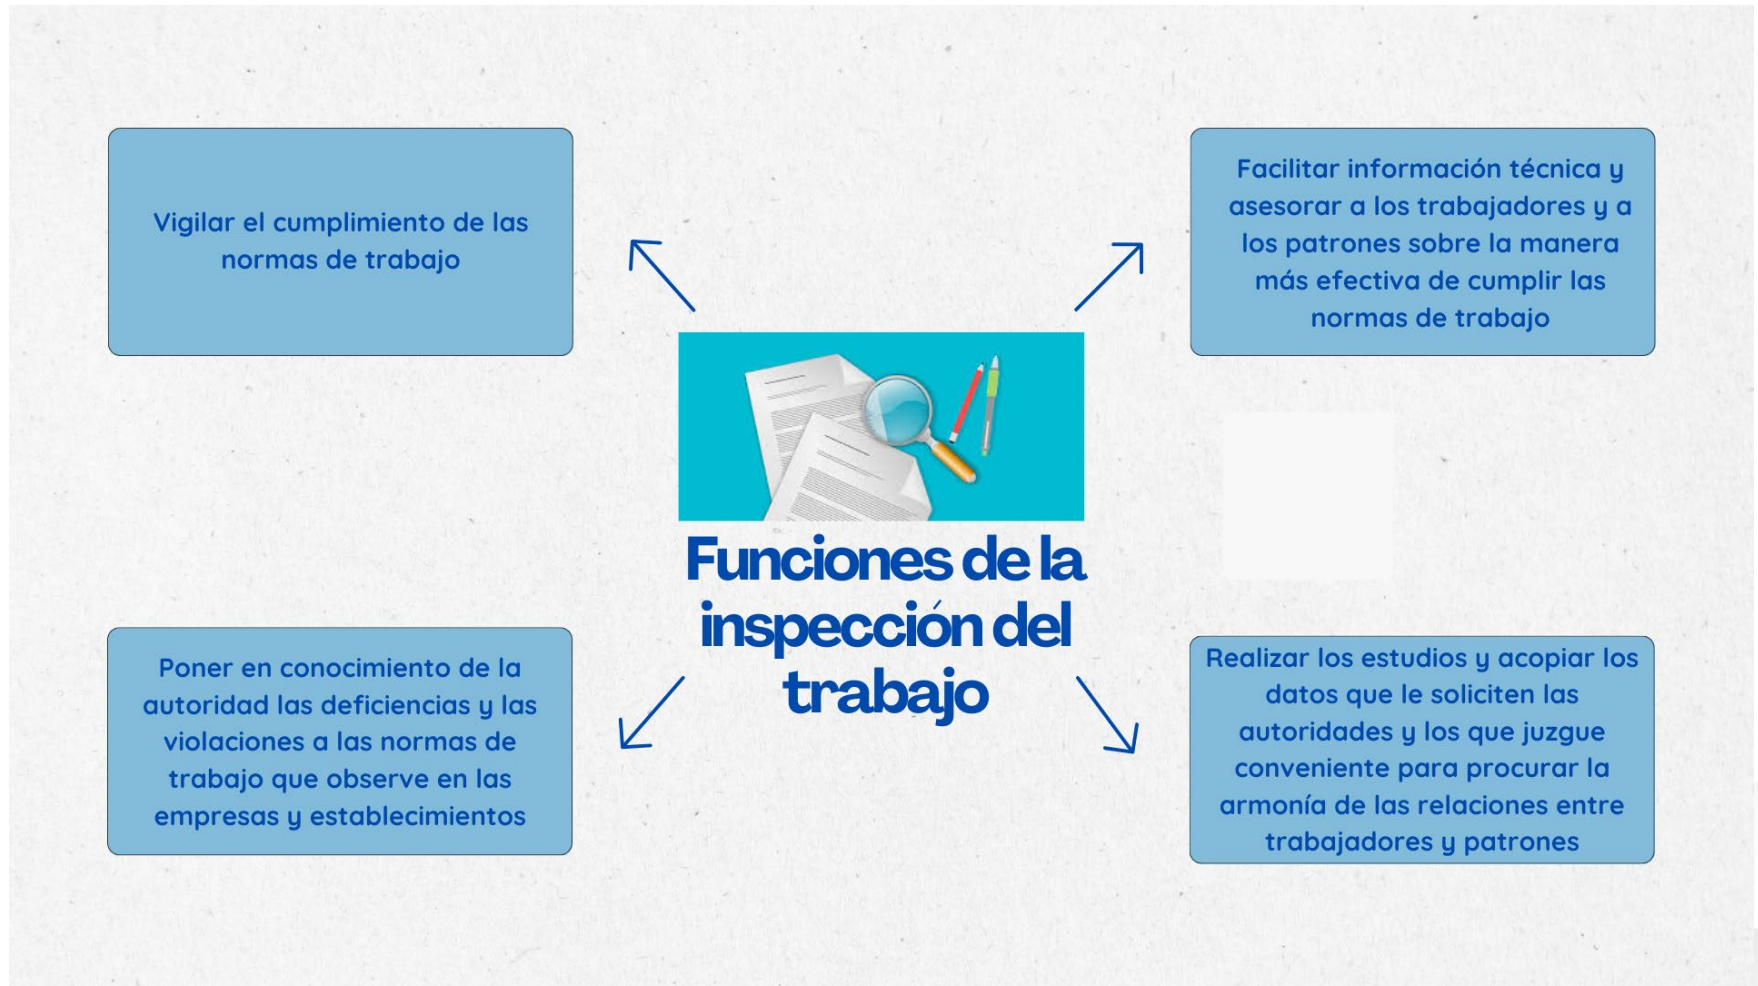 Vigilar el cumplimiento de las
normas de trabajo
Facilitar información técnica y
asesorar a los trabajadores y a
los patrones sobre la manera
más efectiva de cumplir las
normas de trabajo
Funciones de la
inspección del
trabajo
Poner en conocimiento de la
autoridad las deficiencias y las
violaciones a las normas de
trabajo que observe en las
empresas y establecimientos
Realizar los estudios y acopiar los
datos que le soliciten las
autoridades y los que juzgue
conveniente para procurar la
armonía de las relaciones entre
trabajadores y patrones